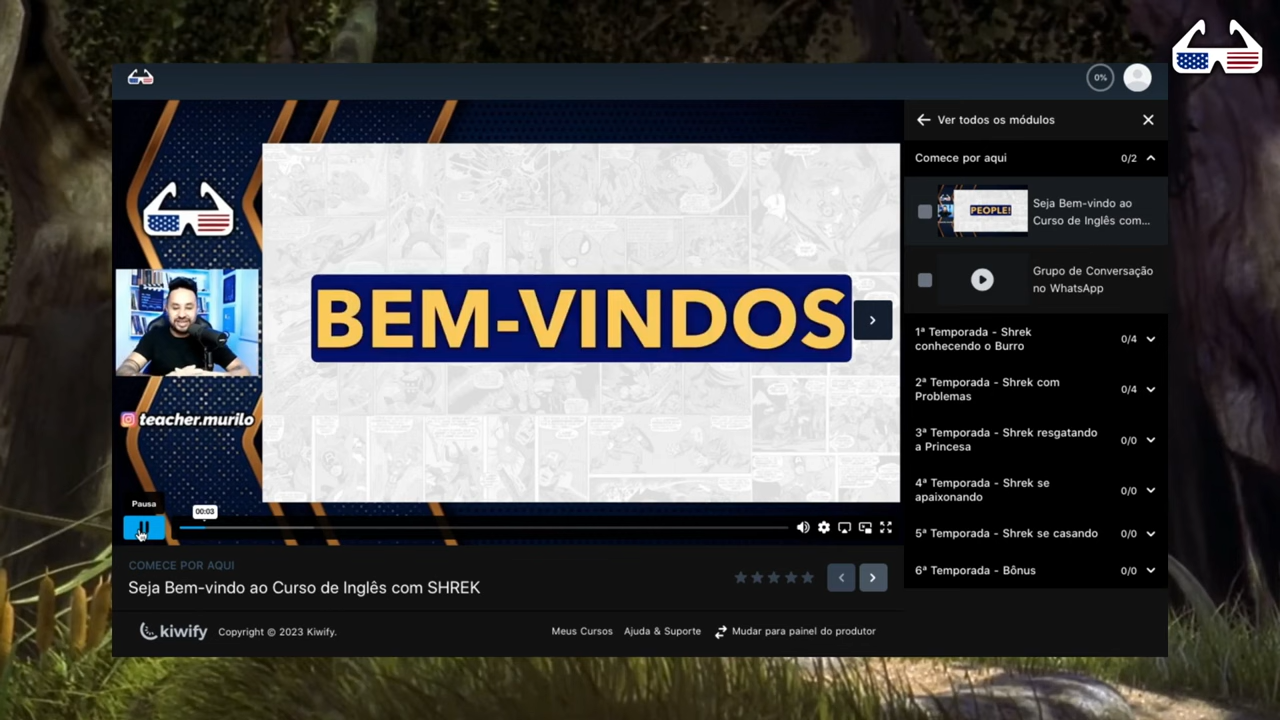 0%
Ver todos os módulos
Comece por aqui
0/2
PEOPLE!
Seja Bem-vindo ao
Curso de Inglês com...
Grupo de Conversação
no WhatsApp
1ª Temporada - Shrek
conhecendo o Burro
0/4
2ª Temporada - Shrek com
Problemas
0/4
3ª Temporada - Shrek resgatando
a Princesa
0/0
4ª Temporada - Shrek se
apaixonando
0/0
5ª Temporada - Shrek se casando
0/0
6ª Temporada - Bônus
0/0
BEM-VINDOS
teacher.murilo
Pausa
00:03
COMECE POR AQUI
Seja Bem-vindo ao Curso de Inglês com SHREK
kiwify
Copyright © 2023 Kiwify.
Meus Cursos
Ajuda & Suporte
Mudar para painel do produtor